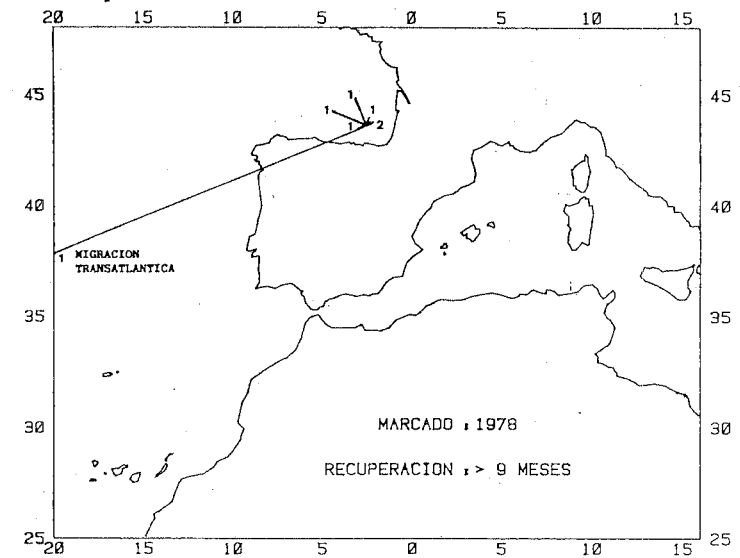 20 15 10 5 0 5 10 15
45 45
1
1 1
1 2
40 40
1 MIGRACION
TRANSATLANTICA
35 35
30 30
MARCADO : 1978
RECUPERACION : > 9 MESES
25 25
20 15 10 5 0 5 10 15